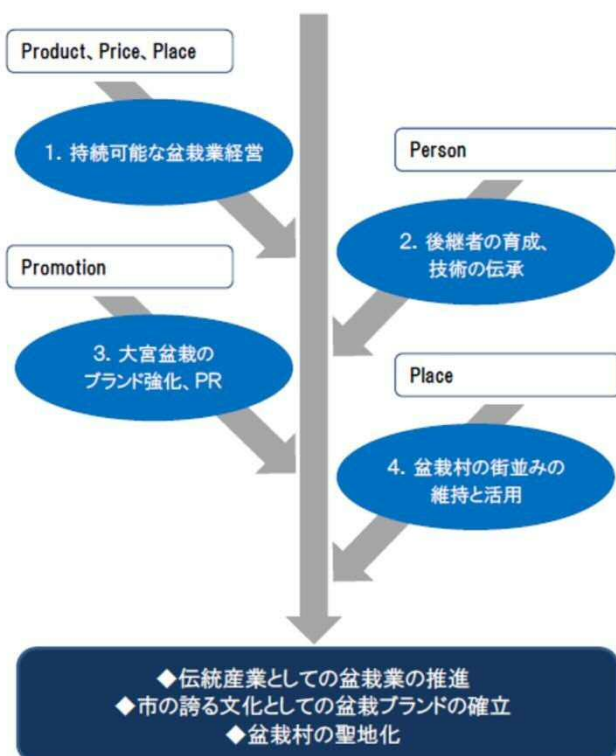 Product、Price、Place
1. 持続可能な盆栽業経営
Person
2. 後継者の育成、
技術の伝承
Promotion
3. 大宮盆栽の
ブランド強化、PR
Place
4. 盆栽村の街並みの
維持と活用
◆伝統産業としての盆栽業の推進
◆市の誇る文化としての盆栽ブランドの確立
◆盆栽村の聖地化